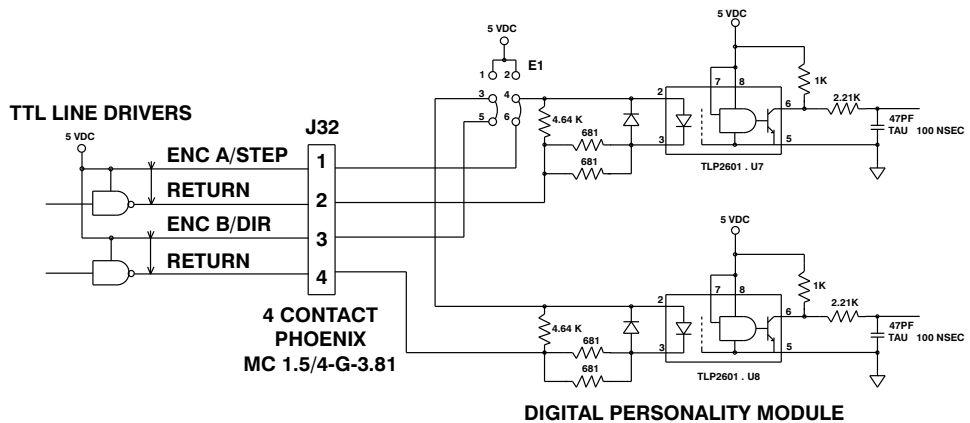 5 VDC
E1
1
2
3
4
5
6
TTL LINE DRIVERS
5 VDC
J32
ENC A/STEP
1
RETURN
2
ENC B/DIR
3
RETURN
4
4 CONTACT
PHOENIX
MC 1.5/4-G-3.81
5 VDC
7 8
2
3
6
5
4.64 K
681
681
1K
2.21K
47PF
TAU 100 NSEC
TLP2601 . U7
5 VDC
7 8
2
3
6
5
4.64 K
681
681
1K
2.21K
47PF
TAU 100 NSEC
TLP2601 . U8
DIGITAL PERSONALITY MODULE